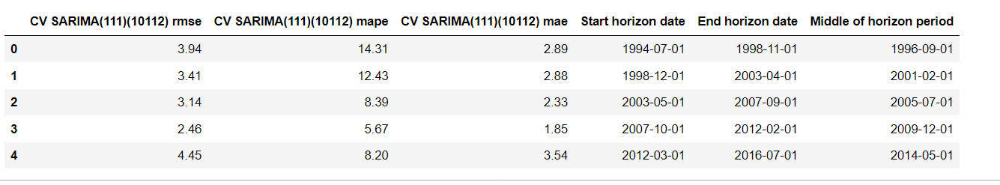 CV SARIMA(111)(10112) rmse CV SARIMA(111)(10112) mape CV SARIMA(111)(10112) mae Start horizon date End horizon date Middle of horizon period
0 3.94 14.31 2.89 1994-07-01 1998-11-01 1996-09-01
1 3.41 12.43 2.88 1998-12-01 2003-04-01 2001-02-01
2 3.14 8.39 2.33 2003-05-01 2007-09-01 2005-07-01
3 2.46 5.67 1.85 2007-10-01 2012-02-01 2009-12-01
4 4.45 8.20 3.54 2012-03-01 2016-07-01 2014-05-01